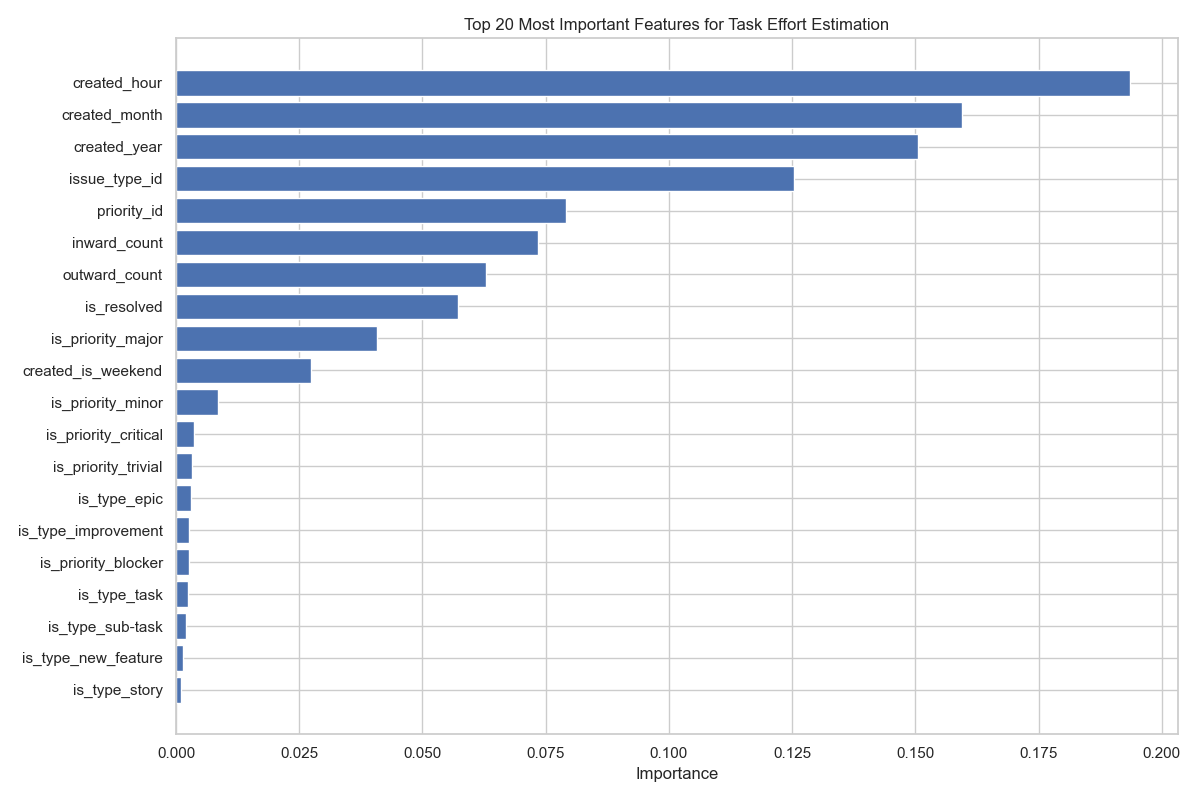 Top 20 Most Important Features for Task Effort Estimation
created_hour
created_month
created_year
issue_type_id
priority_id
inward_count
outward_count
is_resolved
is_priority_major
created_is_weekend
is_priority_minor
is_priority_critical
is_priority_trivial
is_type_epic
is_type_improvement
is_priority_blocker
is_type_task
is_type_sub-task
is_type_new_feature
is_type_story
0.000 0.025 0.050 0.075 0.100 0.125 0.150 0.175 0.200
Importance